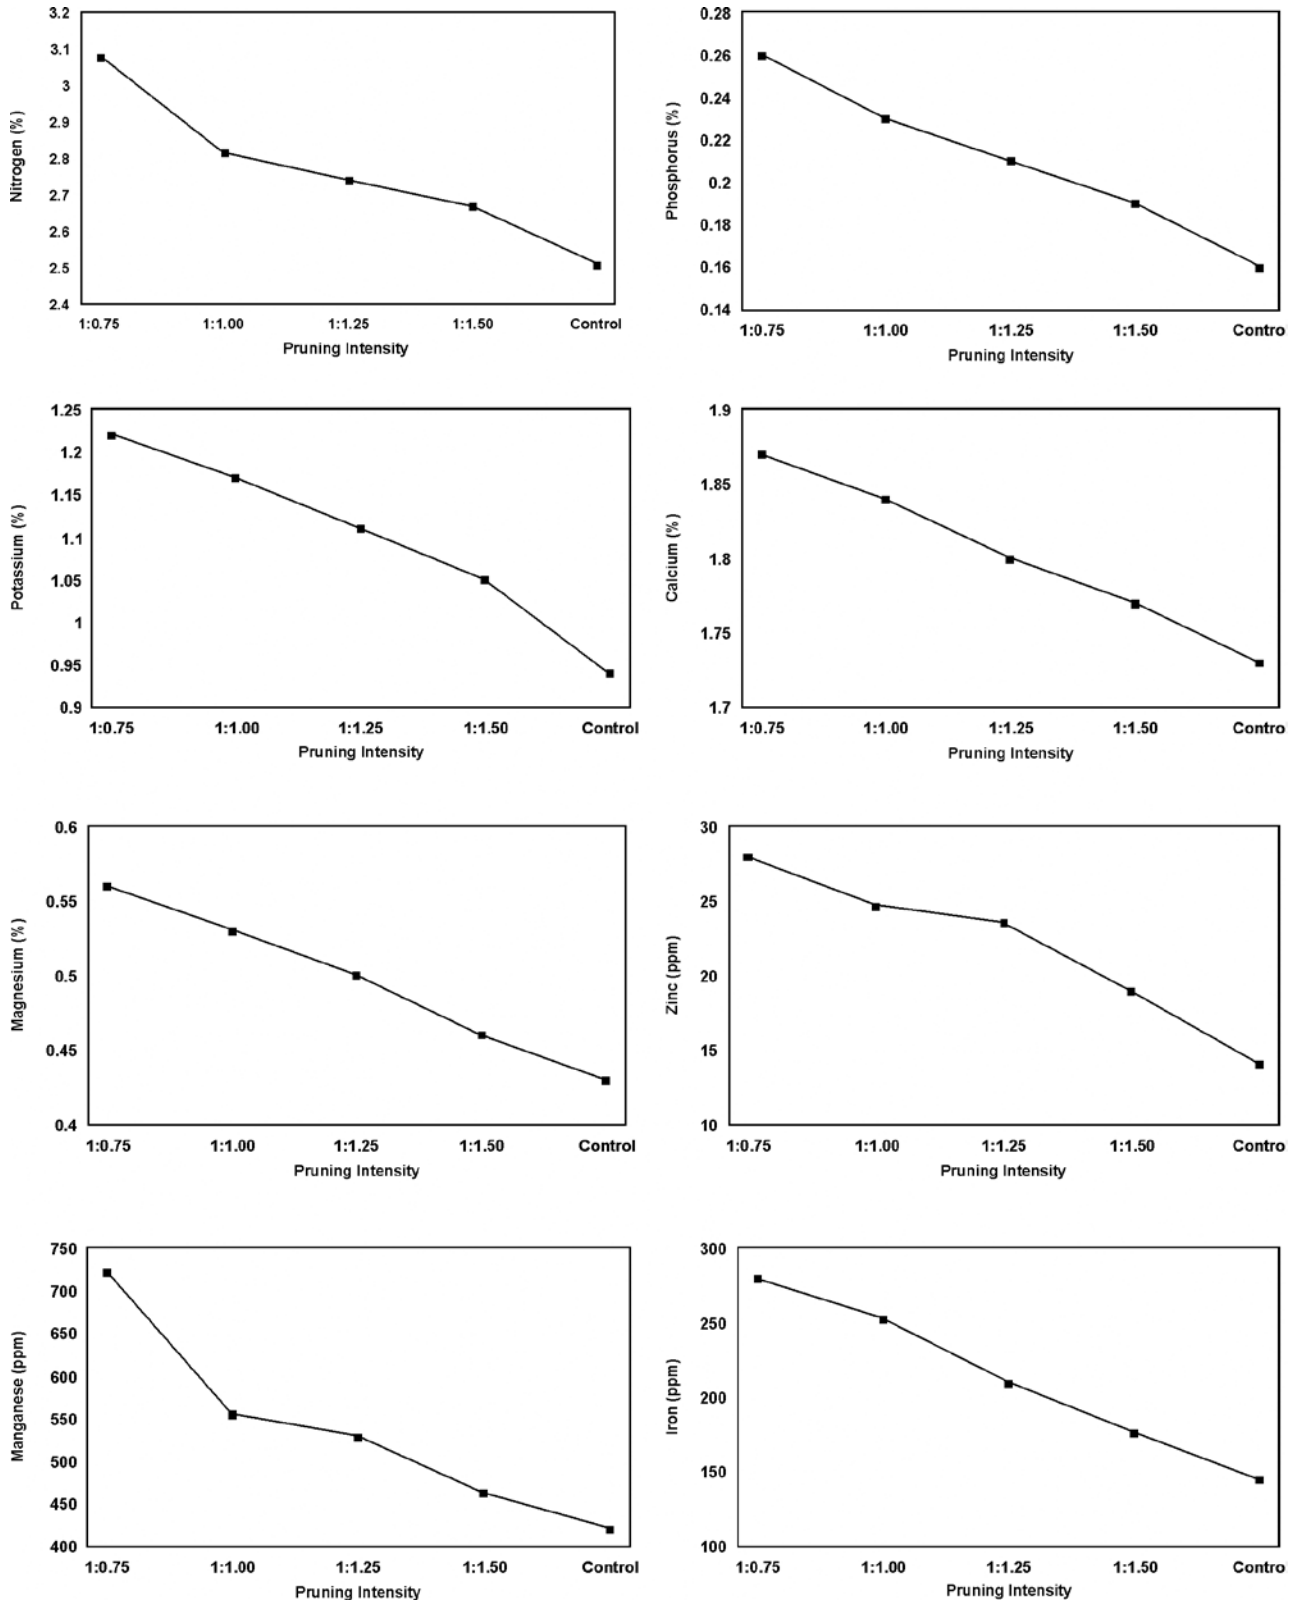 3.2
3.1
3
2.9
2.8
2.7
2.6
2.5
2.4
Nitrogen (%)
1:0.75 1:1.00 1:1.25 1:1.50 Control
Pruning Intensity
0.28
0.26
0.24
0.22
0.2
0.18
0.16
0.14
Phosphorus (%)
1:0.75 1:1.00 1:1.25 1:1.50 Contro
Pruning Intensity
1.25
1.2
1.15
1.1
1.05
1
0.95
0.9
Potassium (%)
1:0.75 1:1.00 1:1.25 1:1.50 Control
Pruning Intensity
1.9
1.85
1.8
1.75
1.7
Calcium (%)
1:0.75 1:1.00 1:1.25 1:1.50 Contro
Pruning Intensity
0.6
0.55
0.5
0.45
0.4
Magnesium (%)
1:0.75 1:1.00 1:1.25 1:1.50 Control
Pruning Intensity
30
25
20
15
10
Zinc (ppm)
1:0.75 1:1.00 1:1.25 1:1.50 Contro
Pruning Intensity
750
700
650
600
550
500
450
400
Manganese (ppm)
1:0.75 1:1.00 1:1.25 1:1.50 Control
Pruning Intensity
300
250
200
150
100
Iron (ppm)
1:0.75 1:1.00 1:1.25 1:1.50 Contro
Pruning Intensity